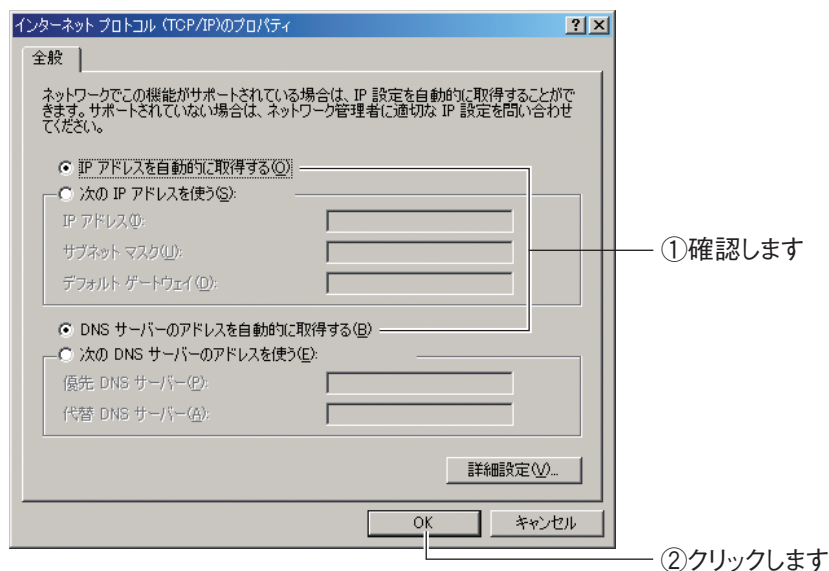 インターネット プロトコル (TCP/IP)のプロパティ
全般
ネットワークでこの機能がサポートされている場合は、IP 設定を自動的に取得することがで
きます。サポートされていない場合は、ネットワーク管理者に適切な IP 設定を問い合わせ
てください。
IP アドレスを自動的に取得する(O)
次の IP アドレスを使う(S):
IP アドレス(I):
サブネット マスク(U):
デフォルト ゲートウェイ(D):
①確認します
DNS サーバーのアドレスを自動的に取得する(B)
次の DNS サーバーのアドレスを使う(E):
優先 DNS サーバー(P):
代替 DNS サーバー(A):
詳細設定(V)...
OK
キャンセル
②クリックします